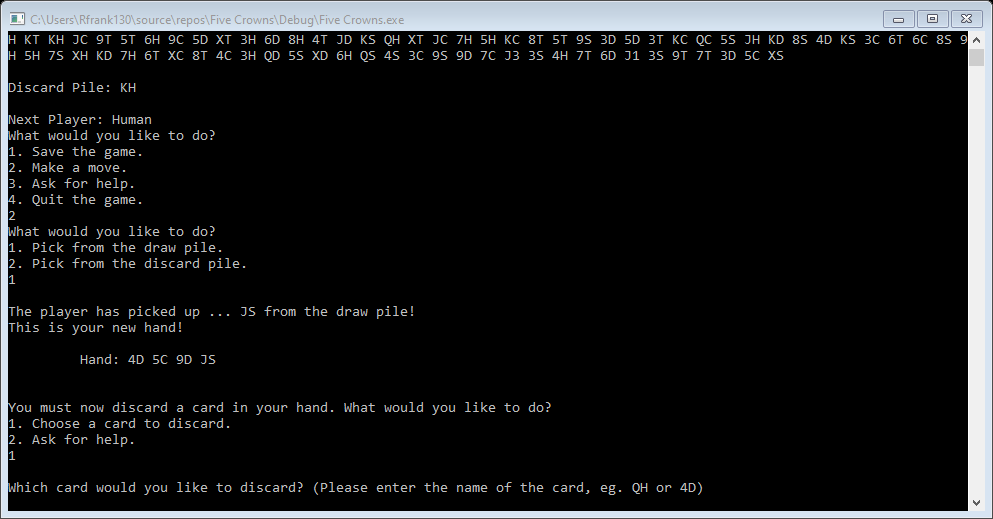 C:\Users\Rfrank130\source\repos\Five Crowns\Debug\Five Crowns.exe
H KT KH JC 9T 5T 6H 9C 5D XT 3H 6D 8H 4T JD KS QH XT JC 7H 5H KC 8T 5T 9S 3D 5D 3T KC QC 5S JH KD 8S 4D KS 3C 6T 6C 8S 9
H 5H 7S XH KD 7H 6T XC 8T 4C 3H QD 5S XD 6H QS 4S 3C 9S 9D 7C J3 3S 4H 7T 6D J1 3S 9T 7T 3D 5C XS
Discard Pile: KH
Next Player: Human
What would you like to do?
1. Save the game.
2. Make a move.
3. Ask for help.
4. Quit the game.
2
What would you like to do?
1. Pick from the draw pile.
2. Pick from the discard pile.
1
The player has picked up ... JS from the draw pile!
This is your new hand!
Hand: 4D 5C 9D JS
You must now discard a card in your hand. What would you like to do?
1. Choose a card to discard.
2. Ask for help.
1
Which card would you like to discard? (Please enter the name of the card, eg. QH or 4D)